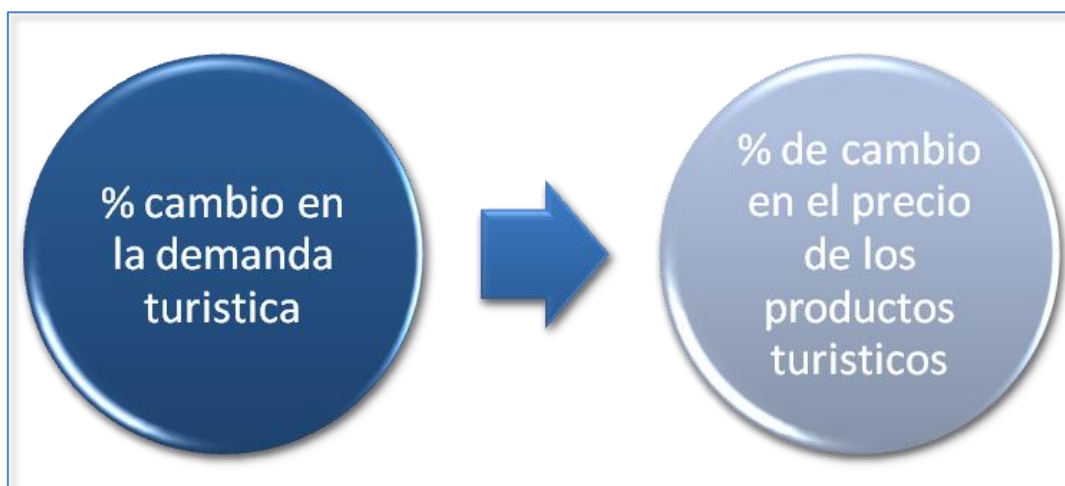 % cambio en
la demanda
turistica
% de cambio
en el precio
de los
productos
turisticos